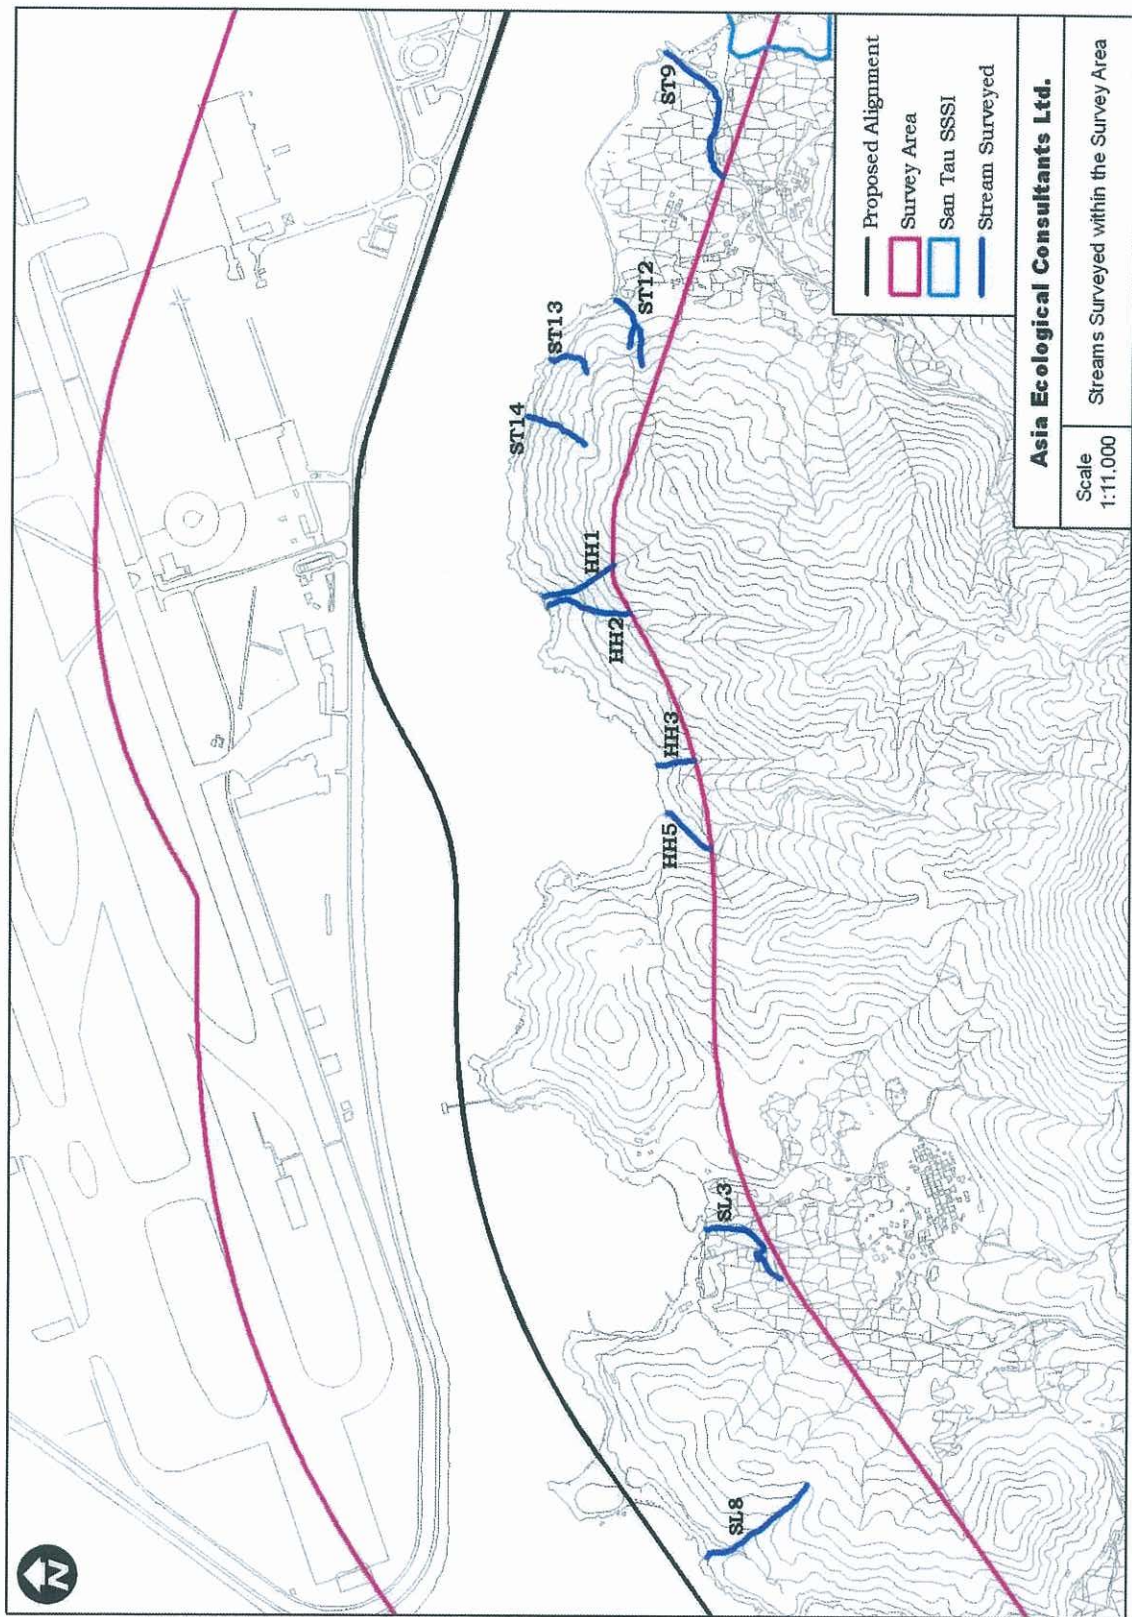 N
SL8
SL3
HH5
HH3
HH2
HH1
ST14
ST13
ST12
ST9
Proposed Alignment
Survey Area
San Tau SSSI
Stream Surveyed
Asia Ecological Consultants Ltd.
Scale
1:11.000
Streams Surveyed within the Survey Area